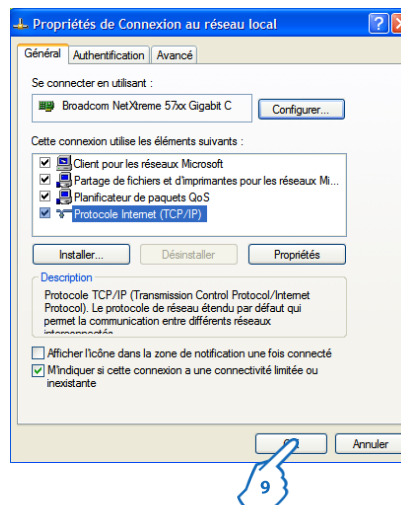 Propriétés de Connexion au réseau local
Général Authentification Avancé
Se connecter en utilisant :
Broadcom NetXtreme 57xx Gigabit C Configurer...
Cette connexion utilise les éléments suivants :
Client pour les réseaux Microsoft
Partage de fichiers et d'imprimantes pour les réseaux Mi...
Planificateur de paquets QoS
Protocole Internet (TCP/IP)
Installer... Désinstaller Propriétés
Description
Protocole TCP/IP (Transmission Control Protocol/Internet
Protocol). Le protocole de réseau étendu par défaut qui
permet la communication entre différents réseaux
interconnectés
Afficher l'icône dans la zone de notification une fois connecté
M'indiquer si cette connexion a une connectivité limitée ou
inexistante
Annuler
9